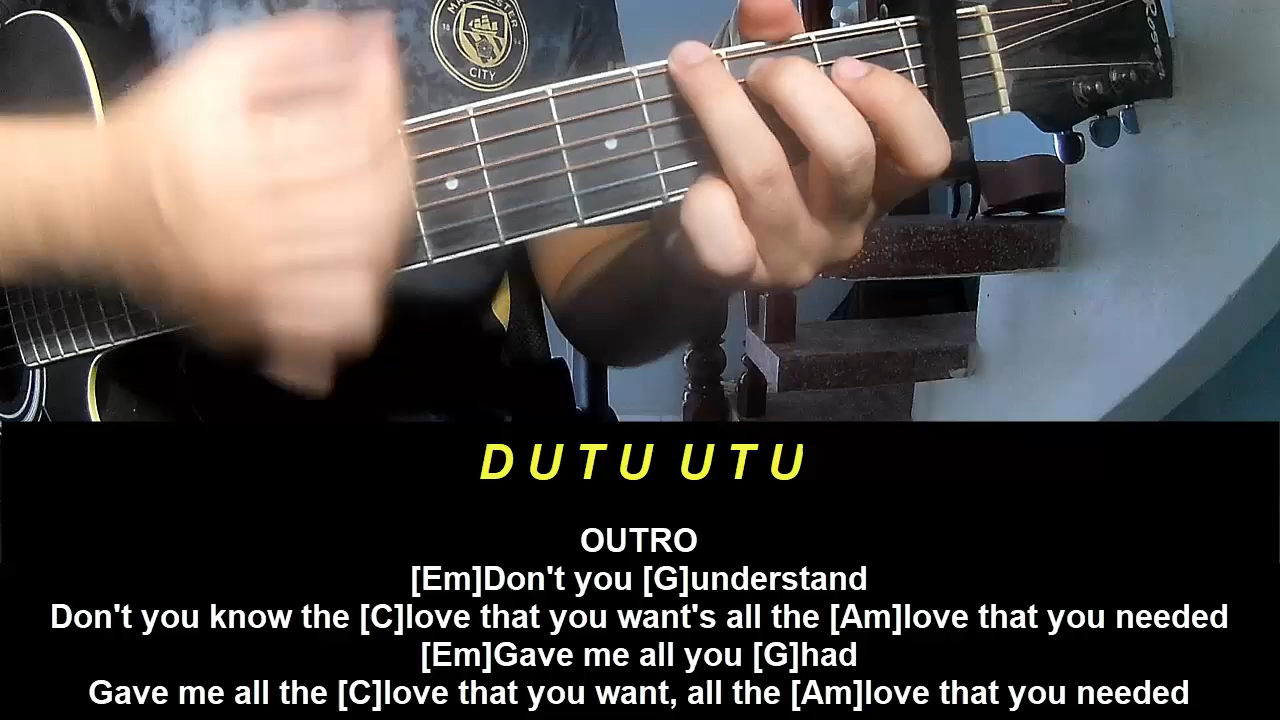 CITY
D U T U U T U
OUTRO
[Em]Don't you [G]understand
Don't you know the [C]love that you want's all the [Am]love that you needed
[Em]Gave me all you [G]had
Gave me all the [C]love that you want, all the [Am]love that you needed